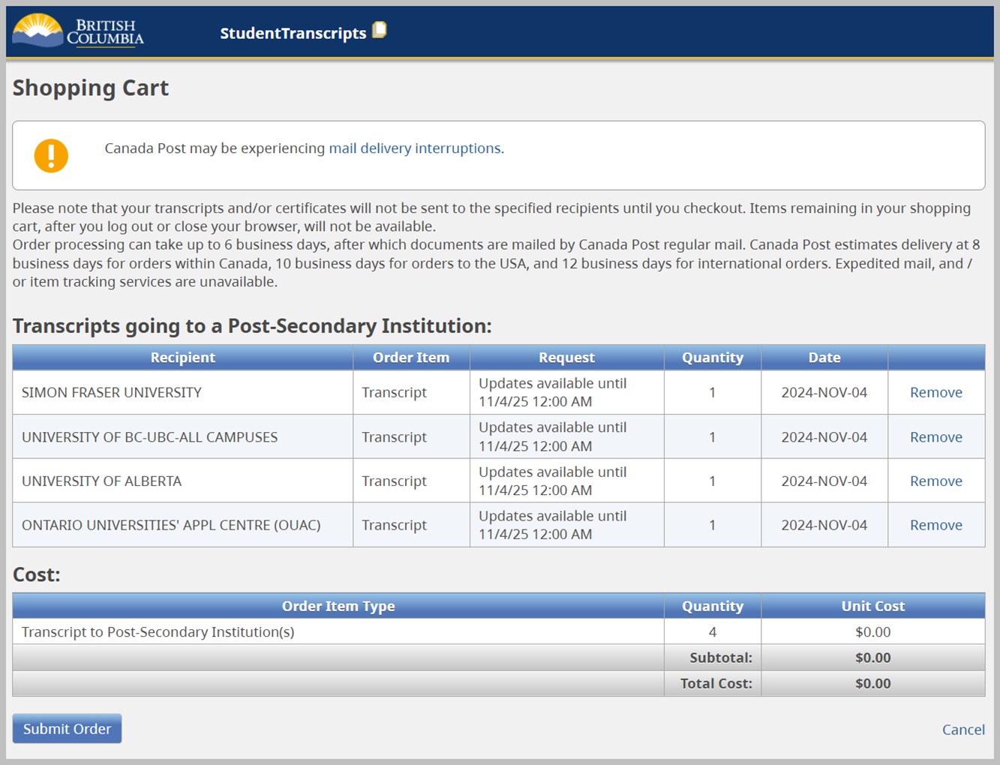 BRITISH
COLUMBIA
StudentTranscripts
Shopping Cart
Canada Post may be experiencing mail delivery interruptions.
Please note that your transcripts and/or certificates will not be sent to the specified recipients until you checkout. Items remaining in your shopping
cart, after you log out or close your browser, will not be available.
Order processing can take up to 6 business days, after which documents are mailed by Canada Post regular mail. Canada Post estimates delivery at 8
business days for orders within Canada, 10 business days for orders to the USA, and 12 business days for international orders. Expedited mail, and /
or item tracking services are unavailable.
Transcripts going to a Post-Secondary Institution:
Recipient Order Item Request Quantity Date
SIMON FRASER UNIVERSITY Transcript Updates available until
11/4/25 12:00 AM 1 2024-NOV-04 Remove
UNIVERSITY OF BC-UBC-ALL CAMPUSES Transcript Updates available until
11/4/25 12:00 AM 1 2024-NOV-04 Remove
UNIVERSITY OF ALBERTA Transcript Updates available until
11/4/25 12:00 AM 1 2024-NOV-04 Remove
ONTARIO UNIVERSITIES' APPL CENTRE (OUAC) Transcript Updates available until
11/4/25 12:00 AM 1 2024-NOV-04 Remove
Cost:
Order Item Type Quantity Unit Cost
Transcript to Post-Secondary Institution(s) 4 $0.00
Subtotal: $0.00
Total Cost: $0.00
Submit Order Cancel